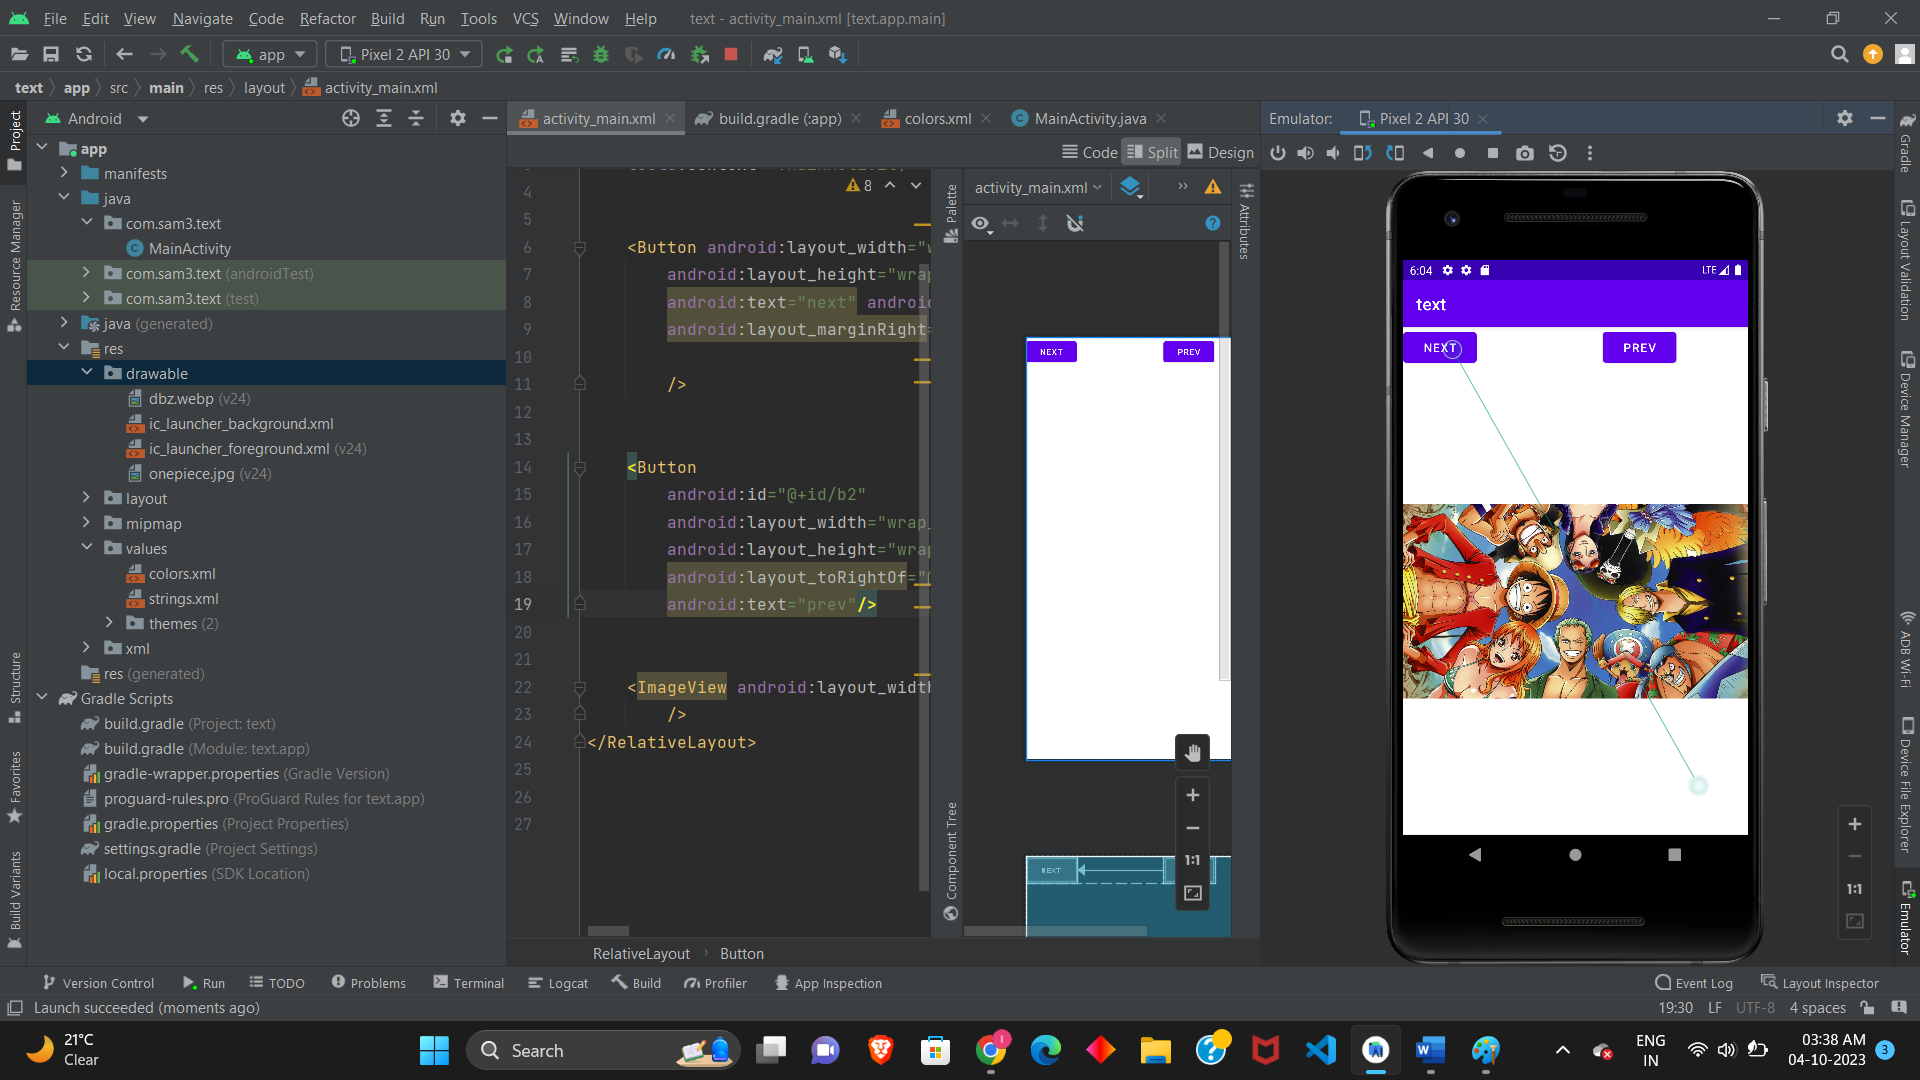 File Edit View Navigate Code Refactor Build Run Tools VCS Window Help text - activity_main.xml [text.app.main]
app Pixel 2 API 30
text app src main res layout activity_main.xml
Android
activity_main.xml build.gradle (:app) colors.xml MainActivity.java
Emulator: Pixel 2 API 30
Code Split Design
Project
Resource Manager
Structure
Favorites
Build Variants
app
manifests
java
com.sam3.text
MainActivity
com.sam3.text (androidTest)
com.sam3.text (test)
java (generated)
res
drawable
dbz.webp (v24)
ic_launcher_background.xml
ic_launcher_foreground.xml (v24)
onepiece.jpg (v24)
layout
mipmap
values
colors.xml
strings.xml
themes (2)
xml
res (generated)
Gradle Scripts
build.gradle (Project: text)
build.gradle (Module: text.app)
gradle-wrapper.properties (Gradle Version)
proguard-rules.pro (ProGuard Rules for text.app)
gradle.properties (Project Properties)
settings.gradle (Project Settings)
local.properties (SDK Location)
8
4
5
6 <Button android:layout_width="w
7 android:layout_height="wrap
8 android:text="next" androic
9 android:layout_marginRight=
10
11 />
12
13
14 <Button
15 android:id="@+id/b2"
16 android:layout_width="wrap_
17 android:layout_height="wrap
18 android:layout_toRightOf="
19 android:text="prev"/>
20
21
22 <ImageView android:layout_width
23 />
24 </RelativeLayout>
25
26
27
RelativeLayout Button
Palette
Component Tree
activity_main.xml
NEXT PREV
1:1
NEXT
Attributes
6:04 LTE
text
NEXT PREV
1:1
Gradle
Layout Validation
Device Manager
ADB Wi-Fi
Device File Explorer
Emulator
Version Control Run TODO Problems Terminal Logcat Build Profiler App Inspection Event Log Layout Inspector
Launch succeeded (moments ago) 19:30 LF UTF-8 4 spaces
21°C
Clear
Search
1
ENG
IN
03:38 AM
04-10-2023
3